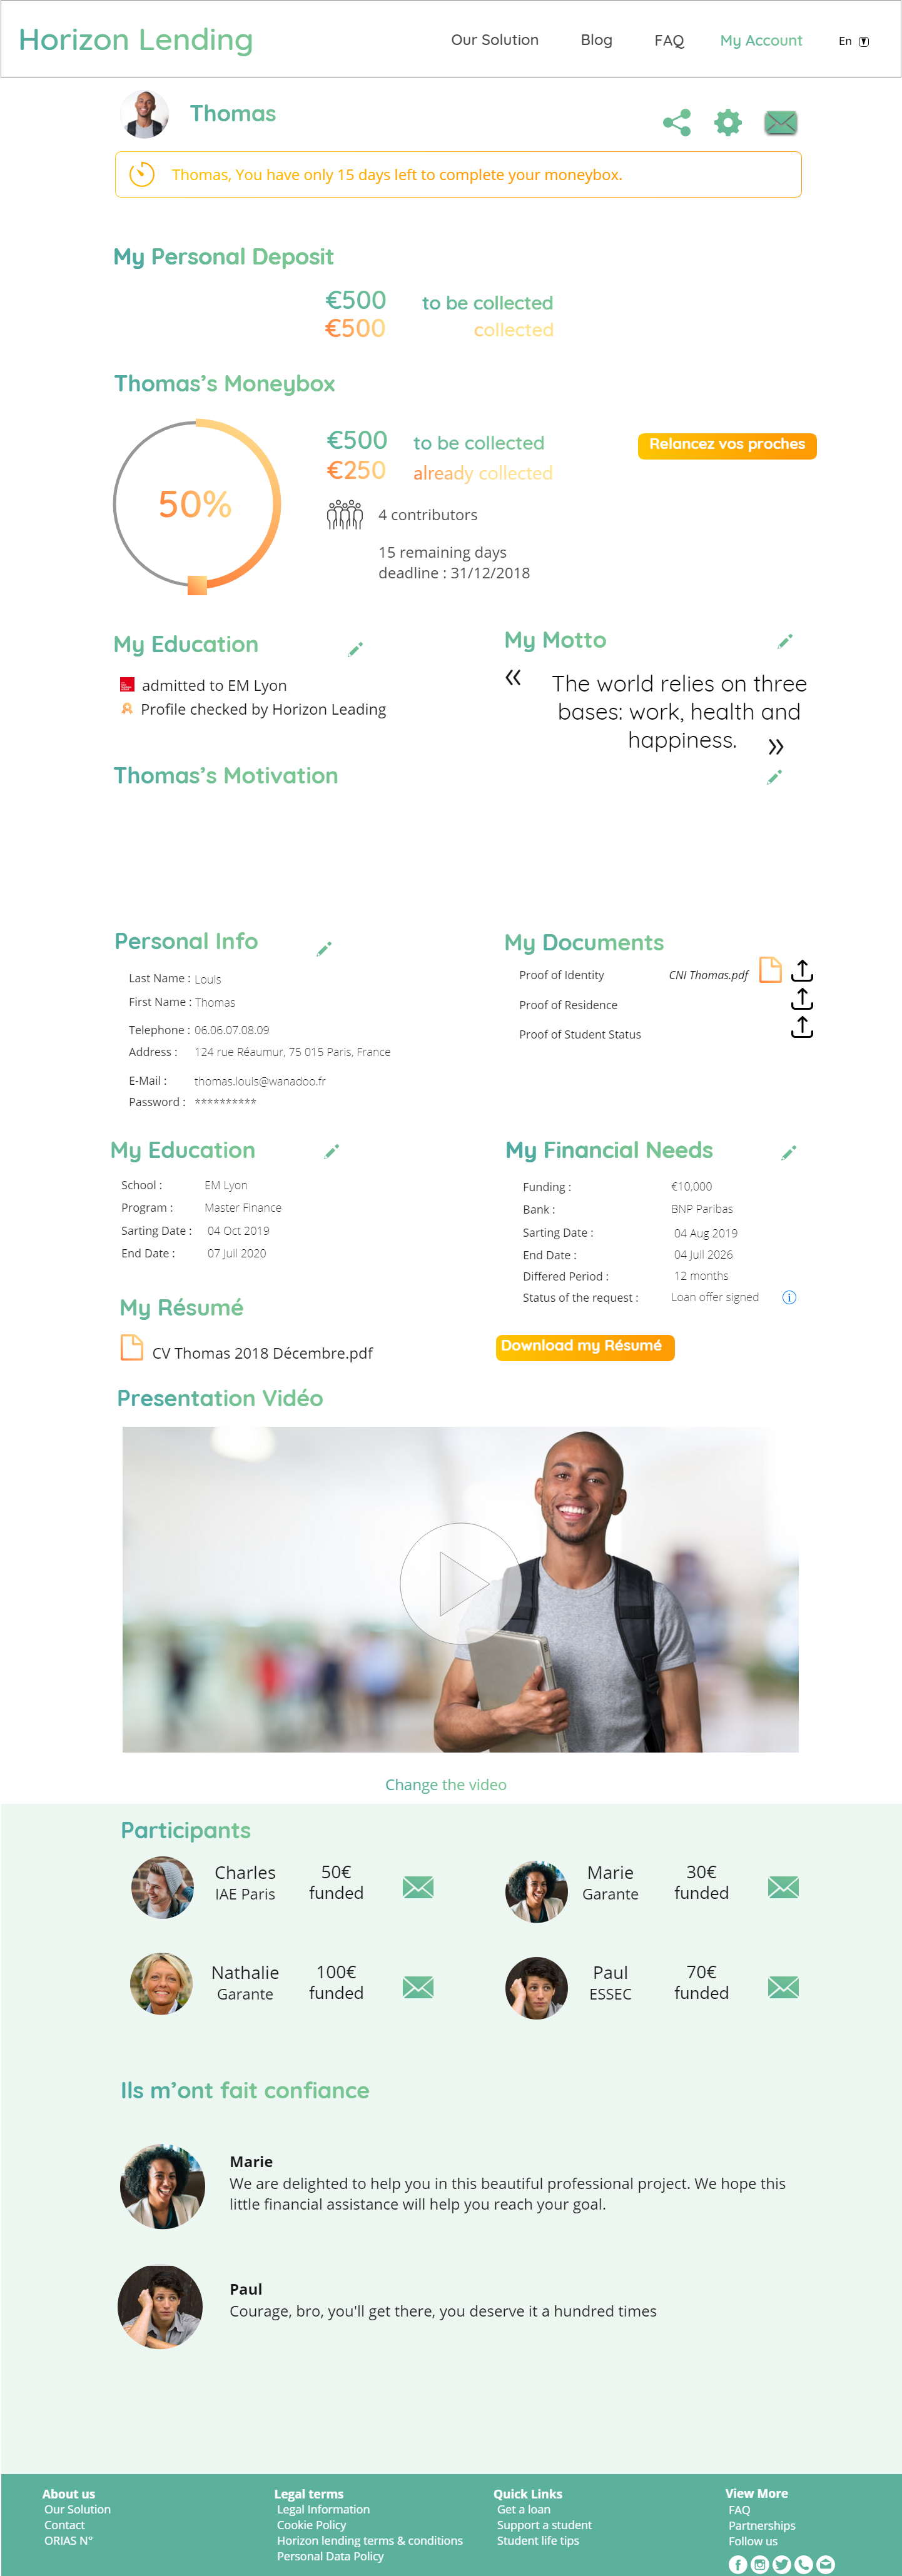 Horizon Lending
Our Solution
Blog
FAQ
My Account
En
Thomas
Thomas, You have only 15 days left to complete your moneybox.
My Personal Deposit
€500 to be collected
€500 collected
Thomas's Moneybox
50%
€500 to be collected
€250 already collected
Relancez vos proches
4 contributors
15 remaining days
deadline : 31/12/2018
My Education
admitted to EM Lyon
Profile checked by Horizon Leading
My Motto
« The world relies on three
bases: work, health and
happiness. »
Thomas's Motivation
Personal Info
Last Name : Louis
First Name : Thomas
Telephone : 06.06.07.08.09
Address : 124 rue Réaumur, 75 015 Paris, France
E-Mail : thomas.louis@wanadoo.fr
Password : **********
My Documents
Proof of Identity CNI Thomas.pdf
Proof of Residence
Proof of Student Status
My Education
School : EM Lyon
Program : Master Finance
Sarting Date : 04 Oct 2019
End Date : 07 Juil 2020
My Financial Needs
Funding : €10,000
Bank : BNP Paribas
Sarting Date : 04 Aug 2019
End Date : 04 Juil 2026
Differed Period : 12 months
Status of the request : Loan offer signed
My Résumé
CV Thomas 2018 Décembre.pdf
Download my Résumé
Presentation Vidéo
Change the video
Participants
Charles
IAE Paris
50€
funded
Marie
Garante
30€
funded
Nathalie
Garante
100€
funded
Paul
ESSEC
70€
funded
Ils m'ont fait confiance
Marie
We are delighted to help you in this beautiful professional project. We hope this
little financial assistance will help you reach your goal.
Paul
Courage, bro, you'll get there, you deserve it a hundred times
About us
Our Solution
Contact
ORIAS N°
Legal terms
Legal Information
Cookie Policy
Horizon lending terms & conditions
Personal Data Policy
Quick Links
Get a loan
Support a student
Student life tips
View More
FAQ
Partnerships
Follow us